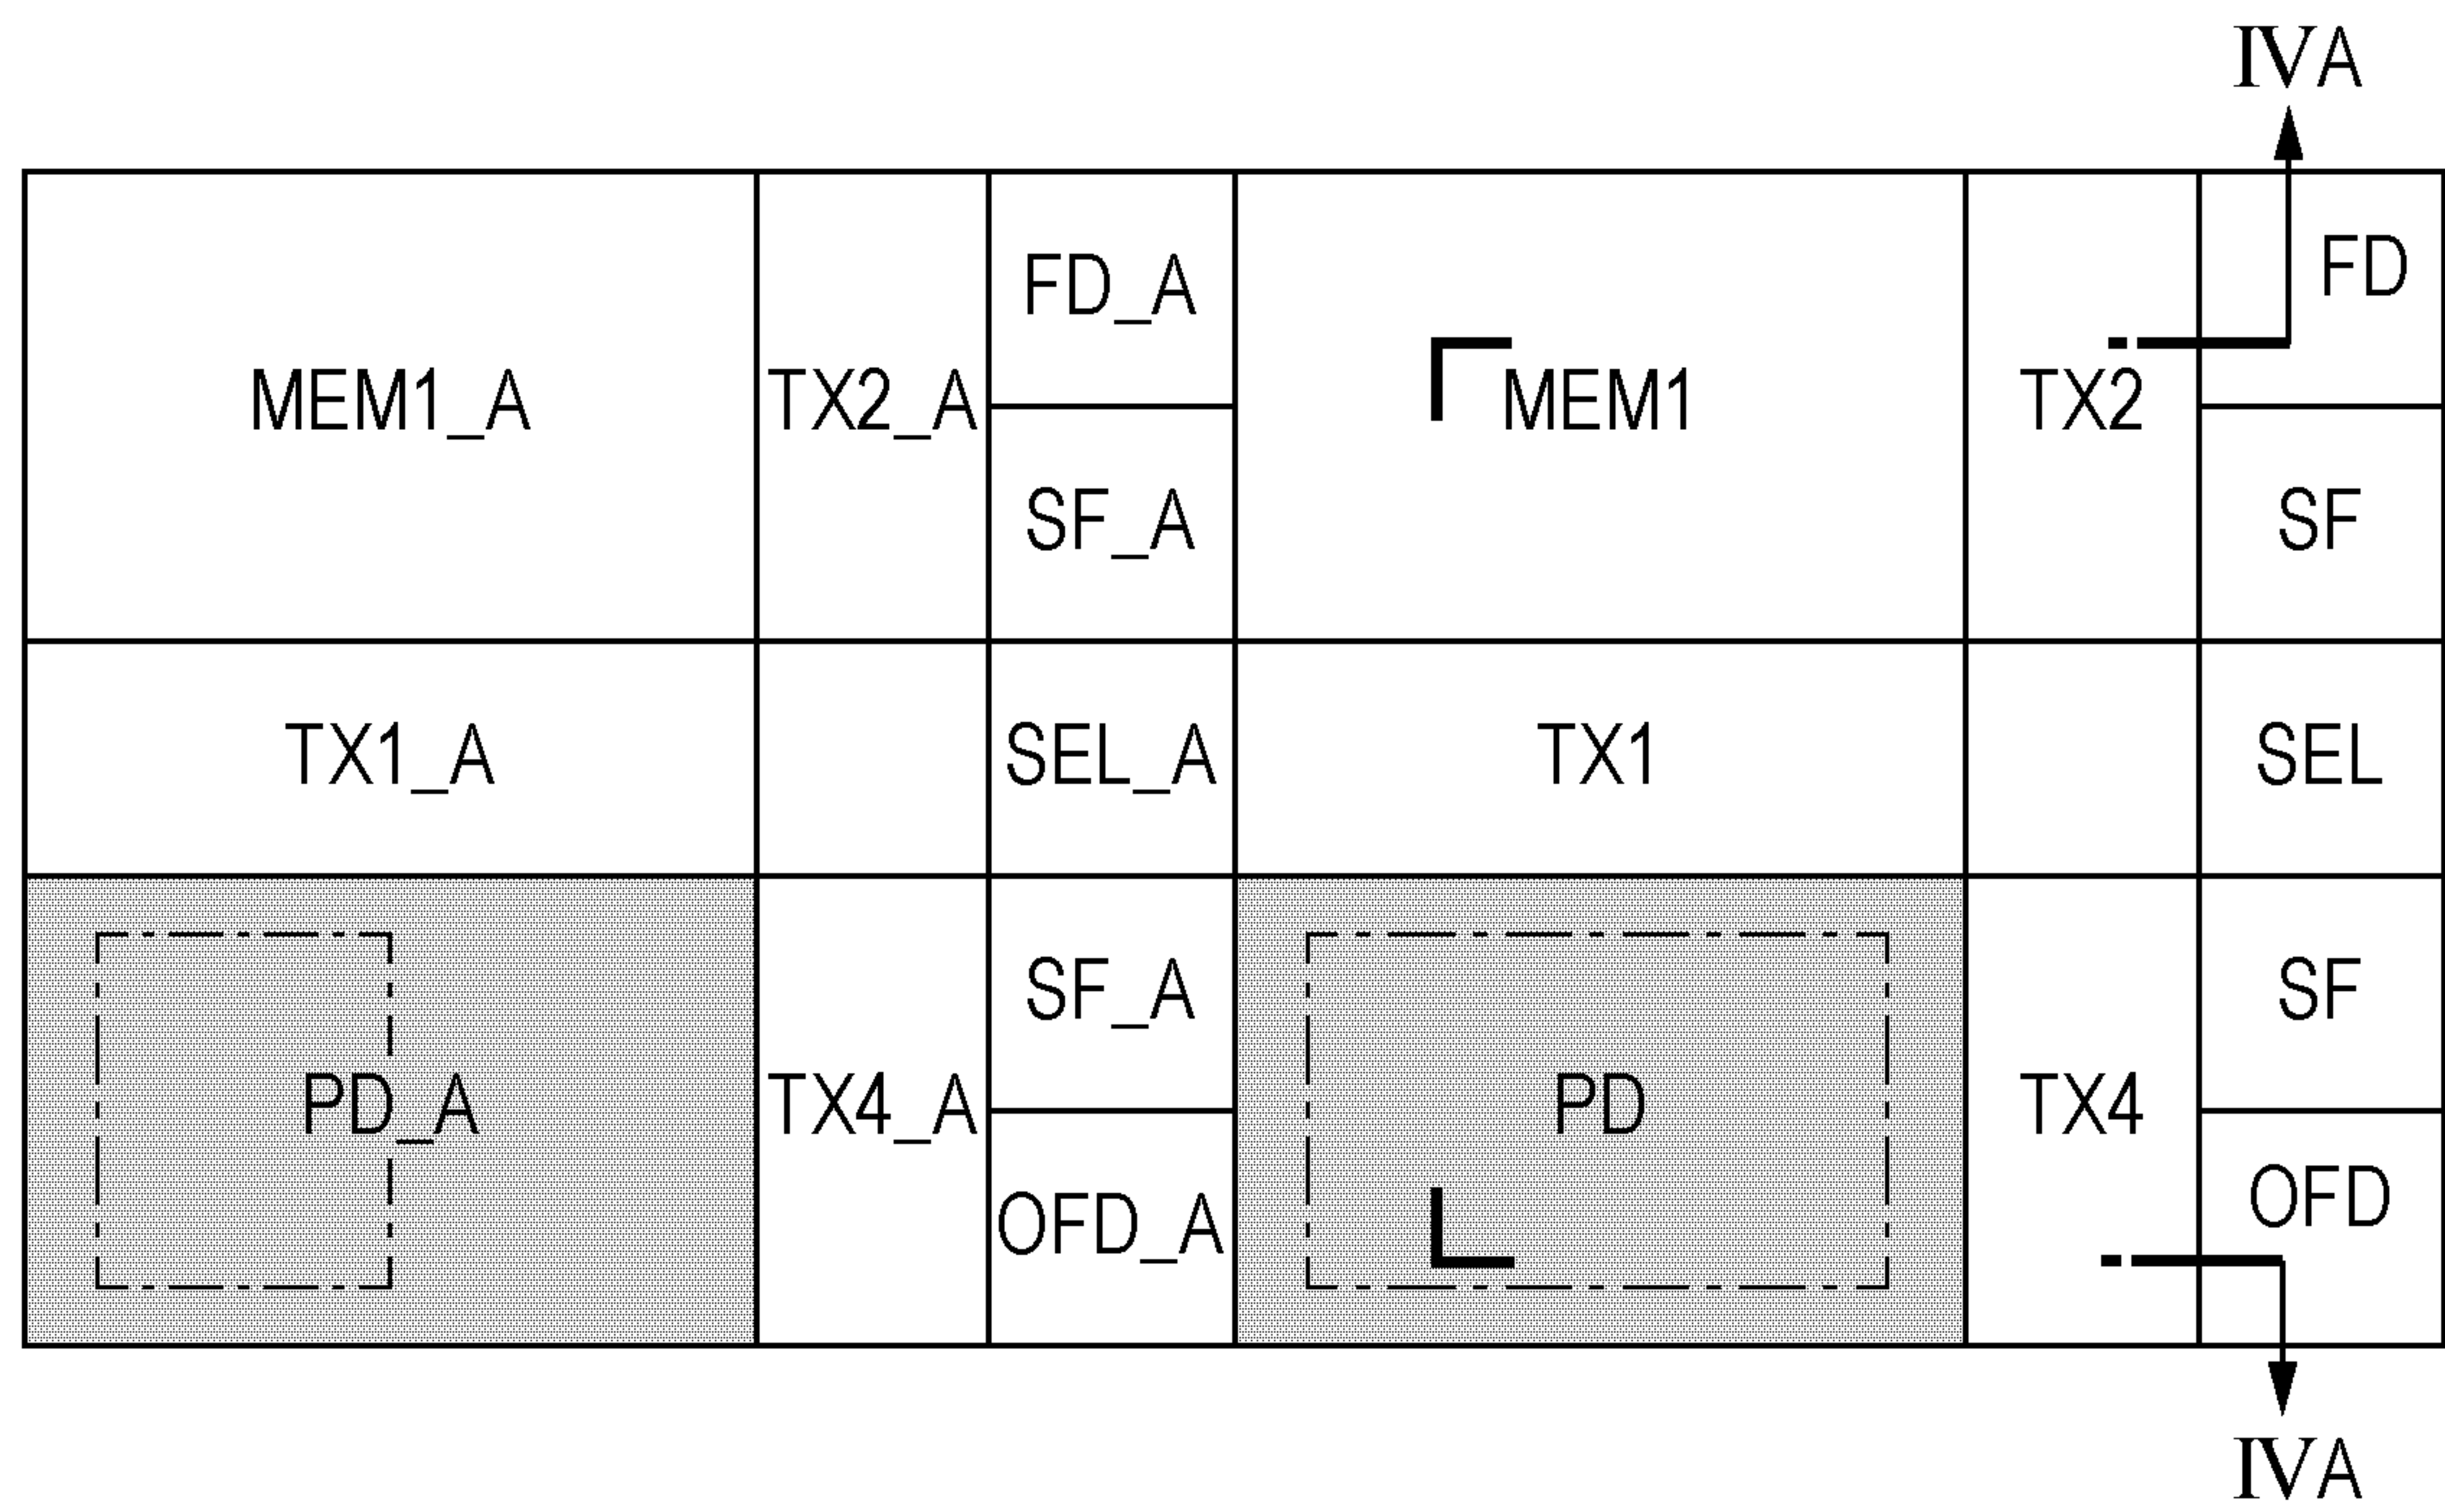 IVA
FD
FD_A
MEM1_A
TX2_A
MEM1
TX2
SF_A
SF
TX1_A
SEL_A
TX1
SEL
SF_A
SF
PD_A
TX4_A
PD
TX4
OFD_A
OFD
IVA